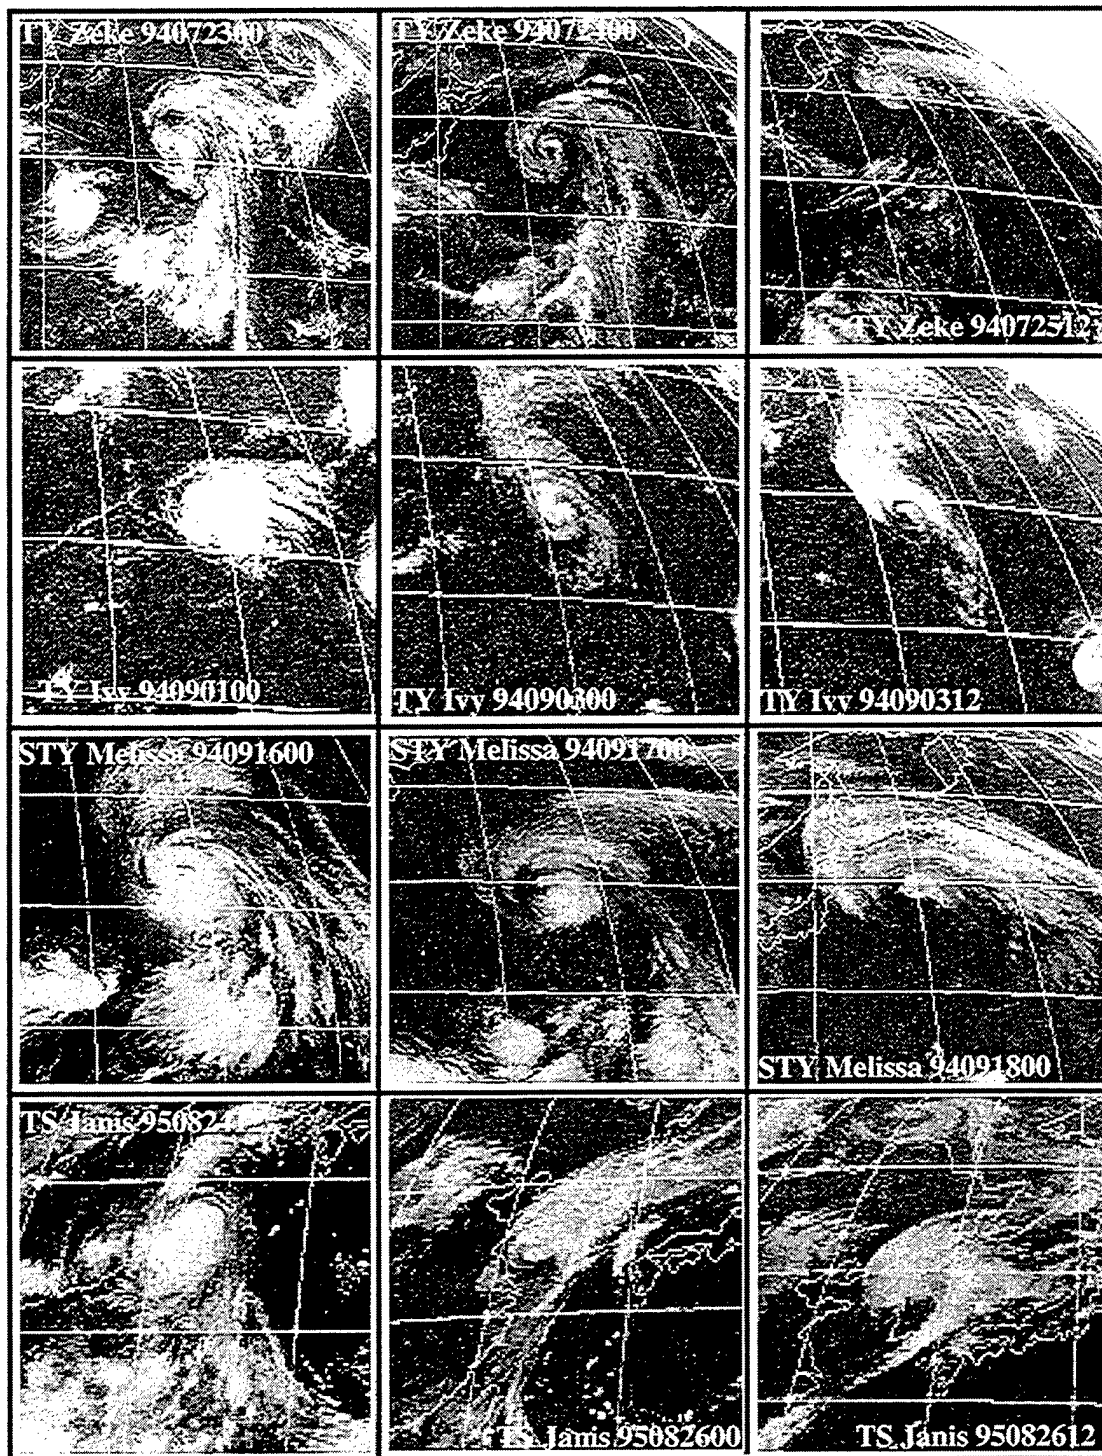 TY Zeke 94072300
TY Zeke 94072400
TY Zeke 94072512
TY Ivy 94090100
TY Ivy 94090300
TY Ivy 94090312
STY Melissa 94091600
STY Melissa 94091700
STY Melissa 94091800
TS Janis
TS Janis 95082600
TS Janis 95082612